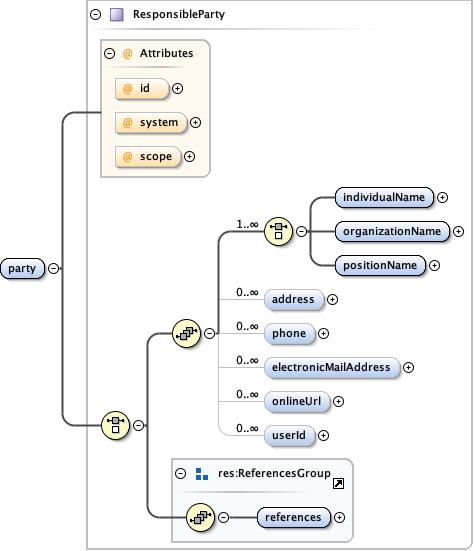 ResponsibleParty
@ Attributes
@ id
@ system
@ scope
party
1..∞
individualName
organizationName
positionName
0..∞
address
0..∞
phone
0..∞
electronicMailAddress
0..∞
onlineUrl
0..∞
userId
res:ReferencesGroup
references